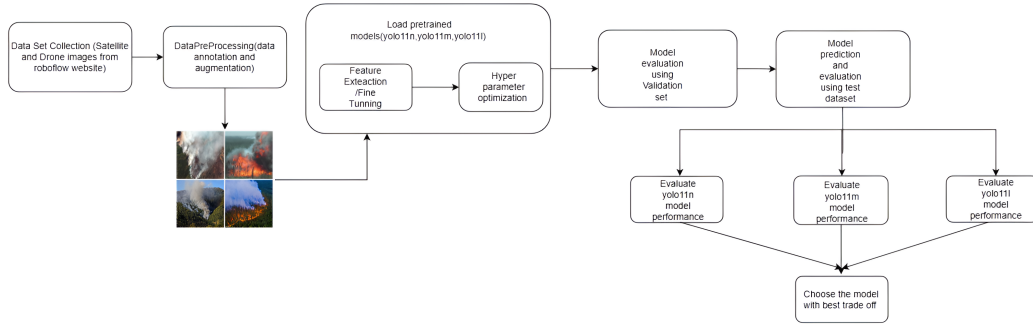 Data Set Collection (Satellite
and Drone images from
roboflow website)
DataPreProcessing(data
annotation and
augmentation)
Load pretrained
models(yolo11n,yolo11m,yolo11l)
Feature
Exteaction
/Fine
Tunning
Hyper
parameter
optimization
Model
evaluation
using
Validation
set
Model
prediction
and
evaluation
using test
dataset
Evaluate
yolo11n
model
performance
Evaluate
yolo11m
model
performance
Evaluate
yolo11l
model
performance
Choose the model
with best trade off